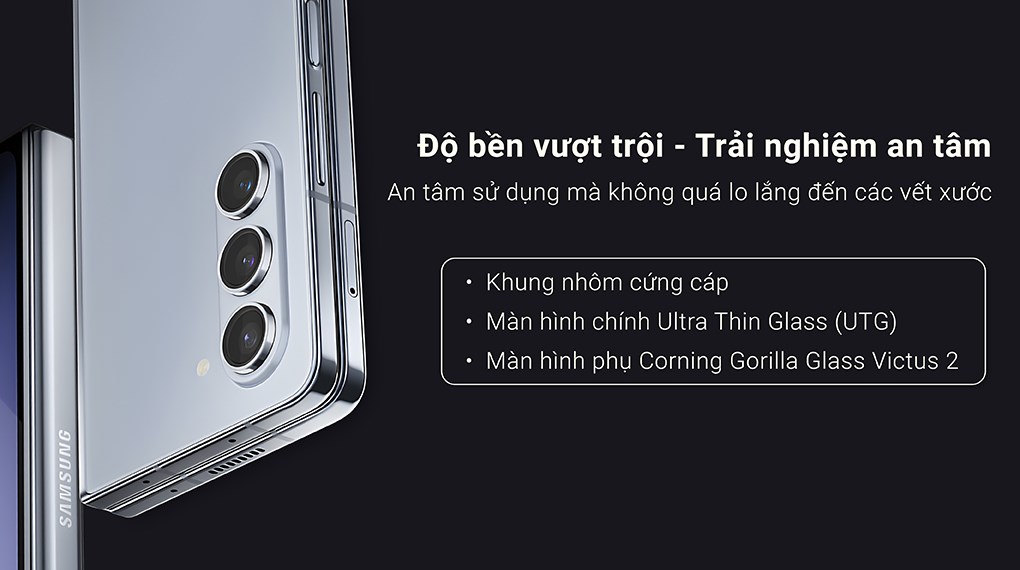 Độ bền vượt trội - Trải nghiệm an tâm
An tâm sử dụng mà không quá lo lắng đến các vết xước
• Khung nhôm cứng cáp
• Màn hình chính Ultra Thin Glass (UTG)
• Màn hình phụ Corning Gorilla Glass Victus 2
SAMSUNG